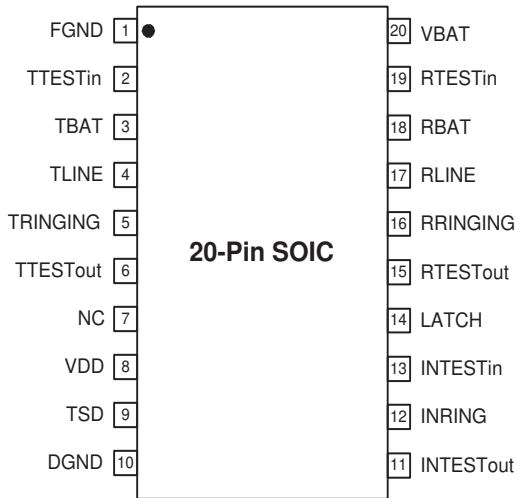 FGND 1 20 VBAT
TTESTin 2 19 RTESTin
TBAT 3 18 RBAT
TLINE 4 17 RLINE
TRINGING 5 16 RRINGING
20-Pin SOIC
TTESTout 6 15 RTESTout
NC 7 14 LATCH
VDD 8 13 INTESTin
TSD 9 12 INRING
DGND 10 11 INTESTout